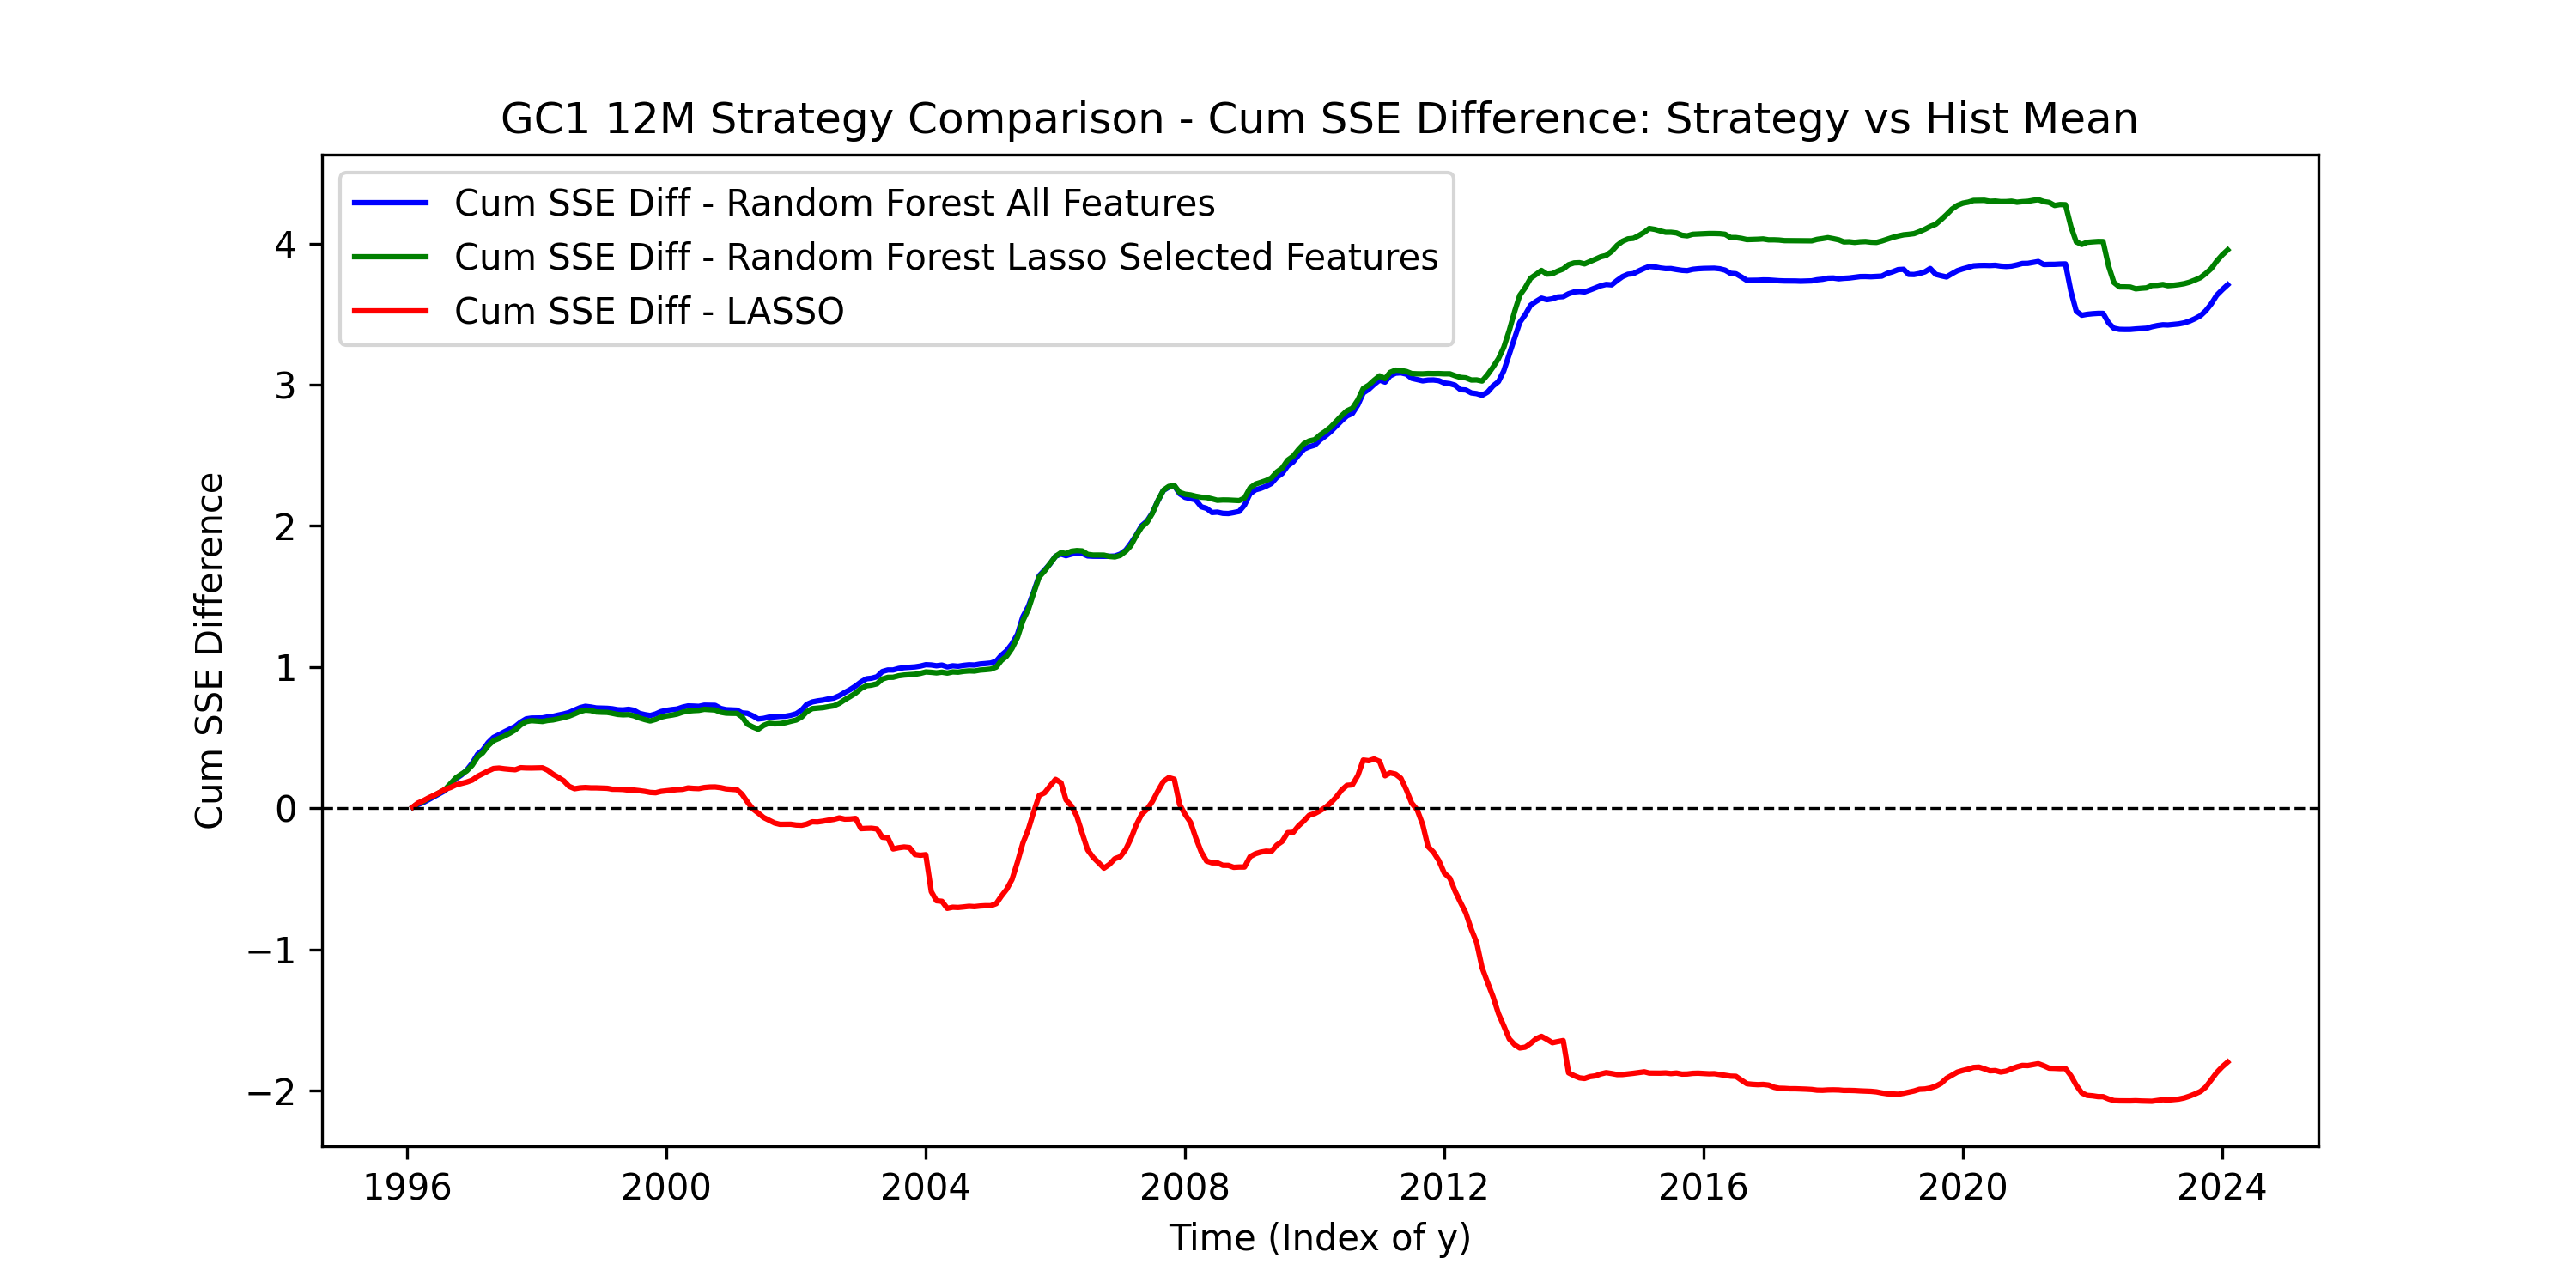 GC1 12M Strategy Comparison - Cum SSE Difference: Strategy vs Hist Mean
Cum SSE Diff - Random Forest All Features
Cum SSE Diff - Random Forest Lasso Selected Features
Cum SSE Diff - LASSO
Cum SSE Difference
4
3
2
1
0
−1
−2
1996 2000 2004 2008 2012 2016 2020 2024
Time (Index of y)